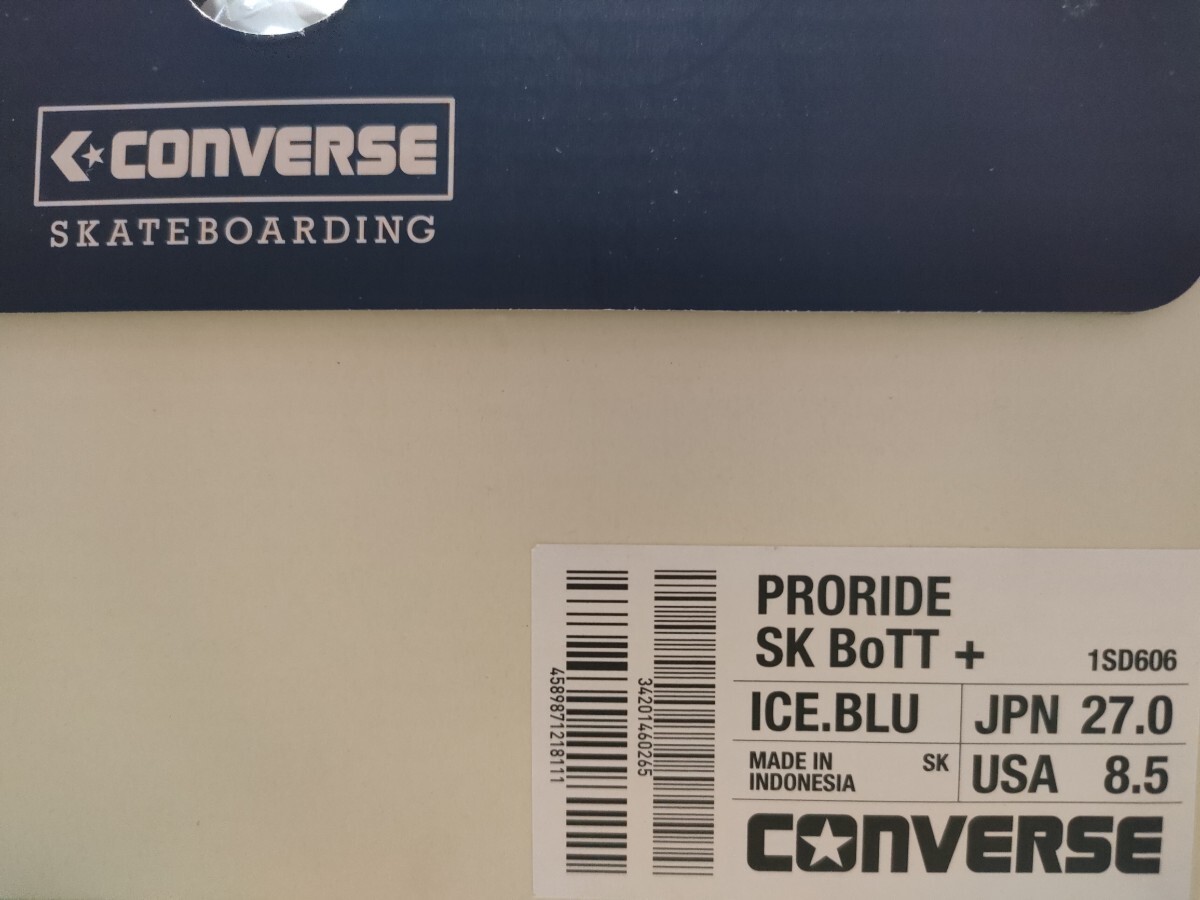 CONVERSE
SKATEBOARDING
4589871218111
34201460265
PRORIDE
SK BoTT +
1SD606
ICE.BLU
JPN 27.0
MADE IN
INDONESIA
SK
USA 8.5
CONVERSE